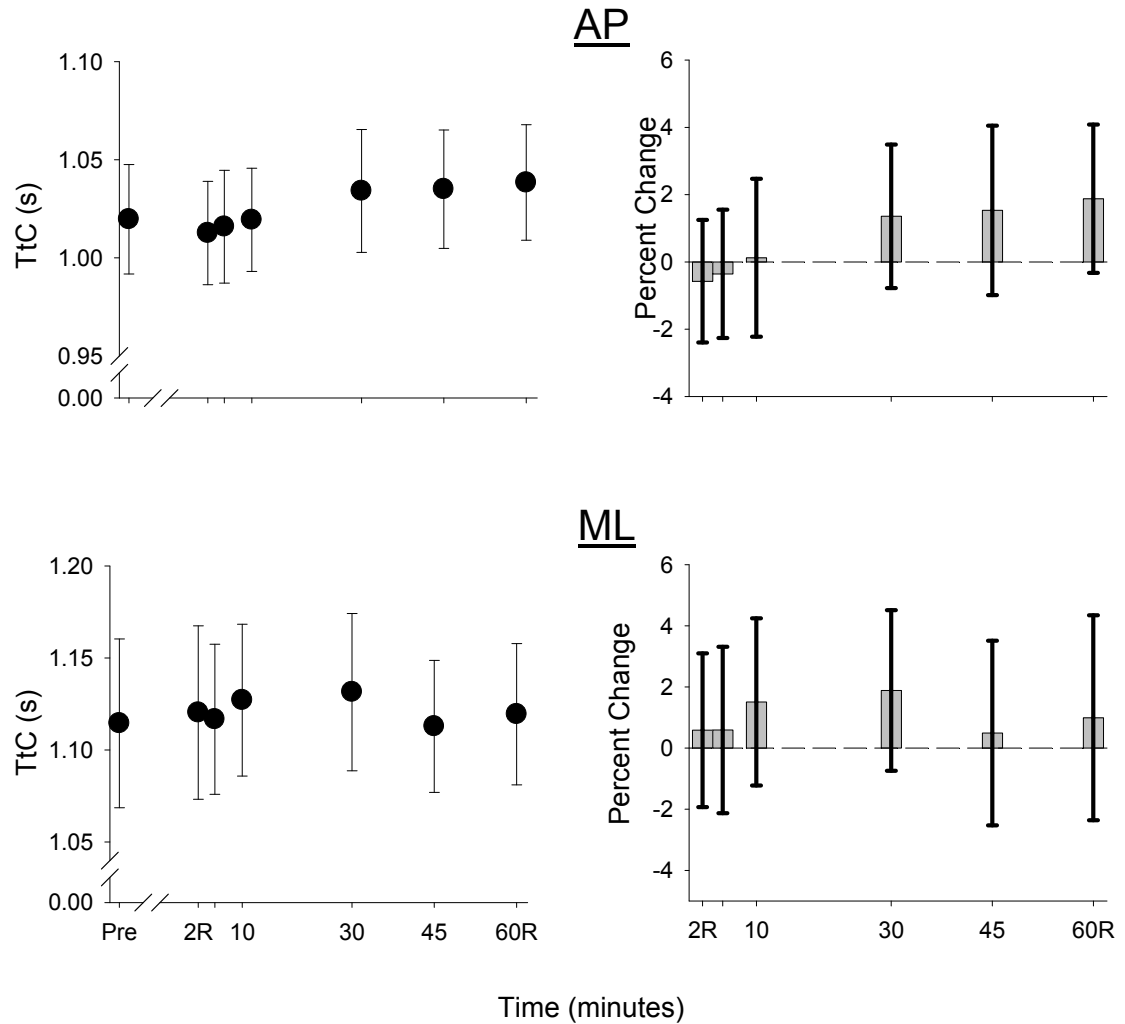 AP
TtC (s)
1.10
1.05
1.00
0.95
0.00
Percent Change
6
4
2
0
-2
-4
ML
TtC (s)
1.20
1.15
1.10
1.05
0.00
Pre 2R 10 30 45 60R
Percent Change
6
4
2
0
-2
-4
2R 10 30 45 60R
Time (minutes)